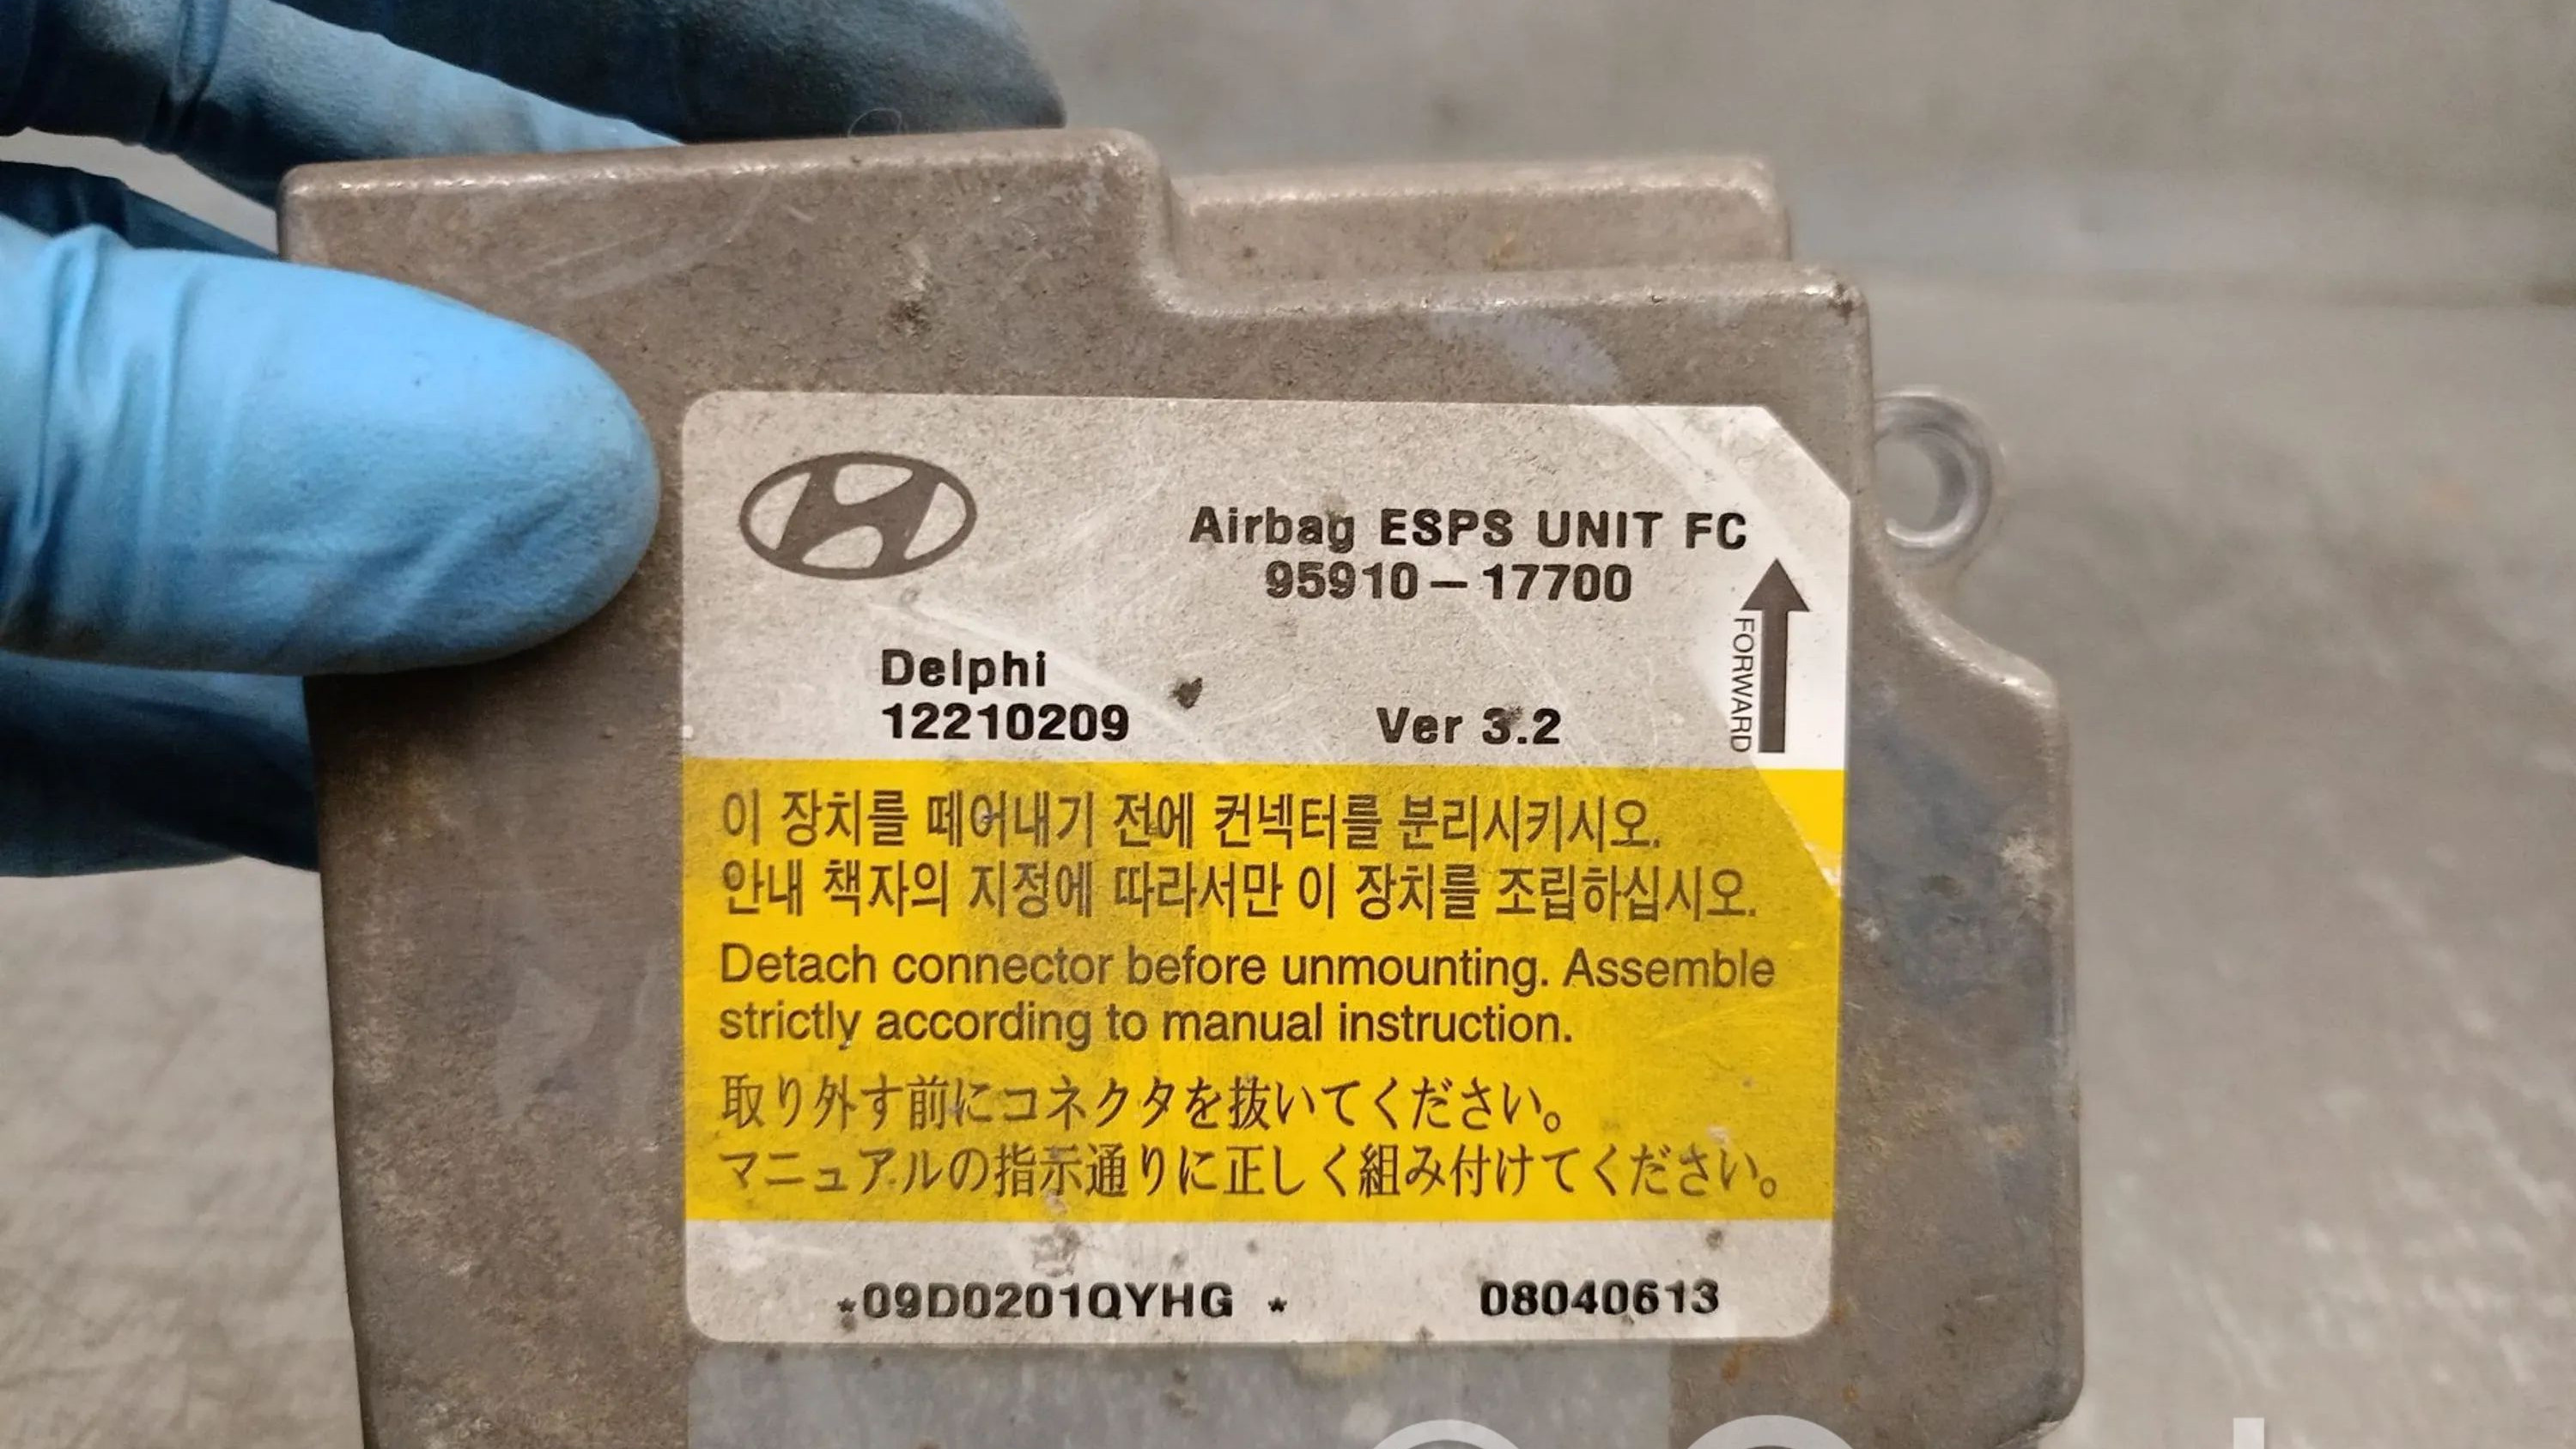 Airbag ESPS UNIT FC
95910-17700
FORWARD
Delphi
12210209
Ver 3.2
이 장치를 떼어내기 전에 컨넥터를 분리시키시오.
안내 책자의 지정에 따라서만 이 장치를 조립하십시오.
Detach connector before unmounting. Assemble
strictly according to manual instruction.
取り外す前にコネクタを抜いてください。
マニュアルの指示通りに正しく組み付けてください。
*09D0201QYHG *
08040613